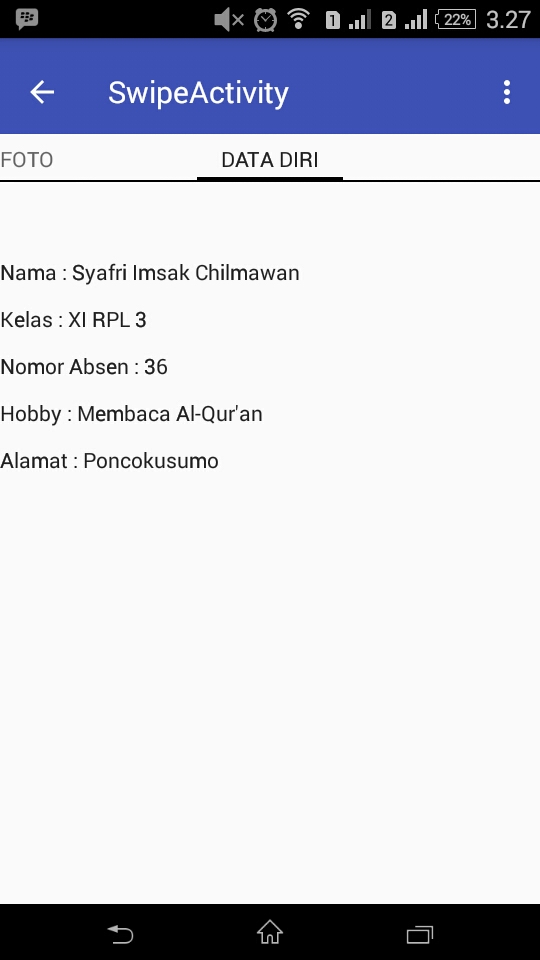 1 2 22% 3.27
SwipeActivity
FOTO DATA DIRI
Nama : Syafri Imsak Chilmawan
Kelas : XI RPL 3
Nomor Absen : 36
Hobby : Membaca Al-Qur'an
Alamat : Poncokusumo